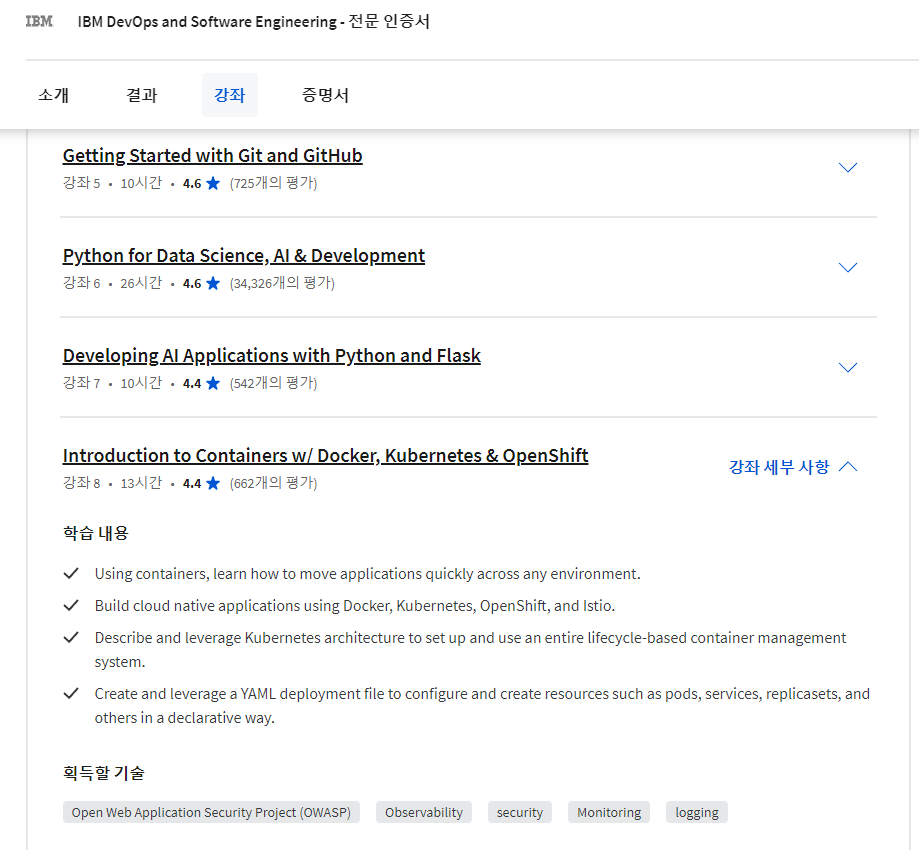 IBM IBM DevOps and Software Engineering - 전문 인증서
소개 결과 강좌 증명서
Getting Started with Git and GitHub
강좌 5 • 10시간 • 4.6 ★ (725개의 평가)
Python for Data Science, AI & Development
강좌 6 • 26시간 • 4.6 ★ (34,326개의 평가)
Developing AI Applications with Python and Flask
강좌 7 • 10시간 • 4.4 ★ (542개의 평가)
Introduction to Containers w/ Docker, Kubernetes & OpenShift
강좌 세부 사항
강좌 8 • 13시간 • 4.4 ★ (662개의 평가)
학습 내용
Using containers, learn how to move applications quickly across any environment.
Build cloud native applications using Docker, Kubernetes, OpenShift, and Istio.
Describe and leverage Kubernetes architecture to set up and use an entire lifecycle-based container management
system.
Create and leverage a YAML deployment file to configure and create resources such as pods, services, replicasets, and
others in a declarative way.
획득할 기술
Open Web Application Security Project (OWASP) Observability security Monitoring logging